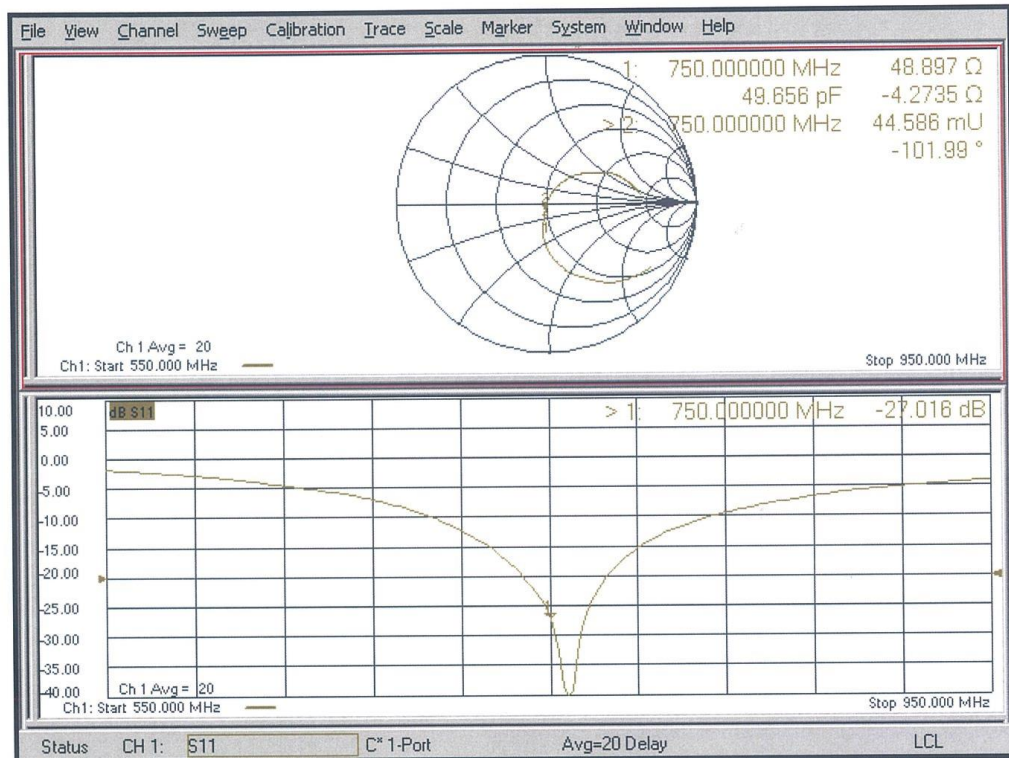 File View Channel Sweep Calibration Trace Scale Marker System Window Help
1: 750.000000 MHz 48.897 Ω
49.656 pF -4.2735 Ω
> 2: 750.000000 MHz 44.586 mU
-101.99 °
Ch 1 Avg = 20
Ch1: Start 550.000 MHz
Stop 950.000 MHz
10.00
dB S11
> 1: 750.000000 MHz -27.016 dB
5.00
0.00
-5.00
-10.00
-15.00
-20.00
-25.00
-30.00
-35.00
-40.00
Ch 1 Avg = 20
Ch1: Start 550.000 MHz
Stop 950.000 MHz
Status CH 1: S11 C* 1-Port Avg=20 Delay LCL